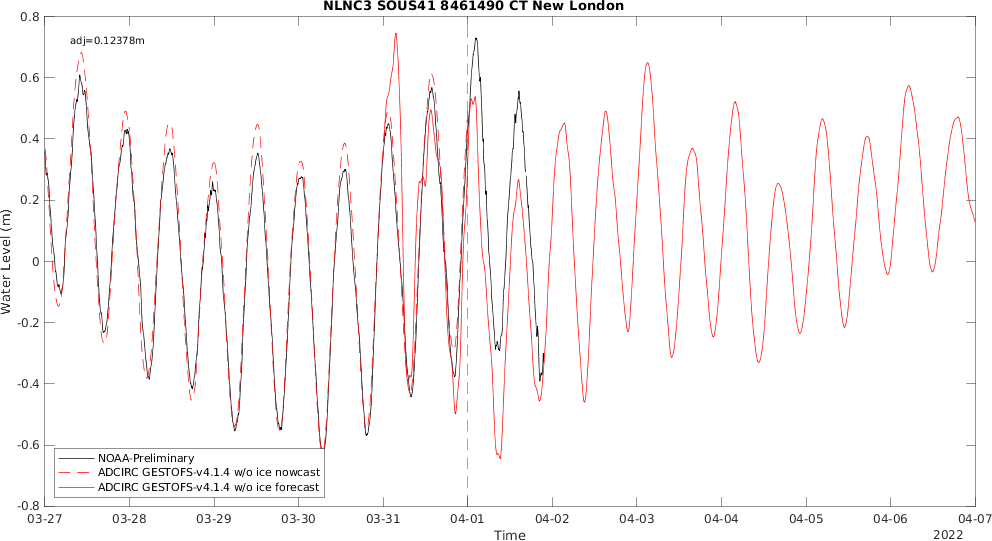 NLNC3 SOUS41 8461490 CT New London
adj=0.12378m
0.8
0.6
0.4
0.2
0
-0.2
-0.4
-0.6
-0.8
Water Level (m)
NOAA-Preliminary
ADCIRC GESTOFS-v4.1.4 w/o ice nowcast
ADCIRC GESTOFS-v4.1.4 w/o ice forecast
03-27 03-28 03-29 03-30 03-31 04-01 04-02 04-03 04-04 04-05 04-06 04-07
Time
2022